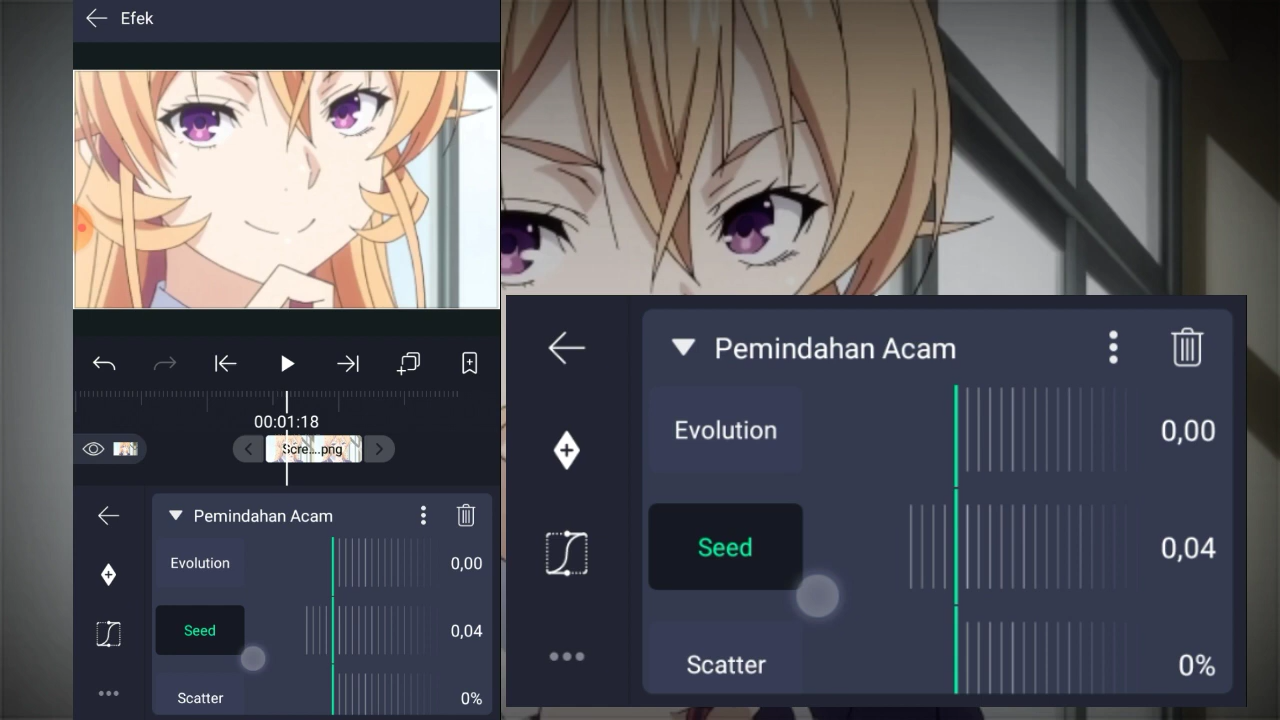 Efek
00:01:18
Scre....png
Pemindahan Acam
Evolution
0,00
Seed
0,04
Scatter
0%
Pemindahan Acam
Evolution
0,00
Seed
0,04
Scatter
0%